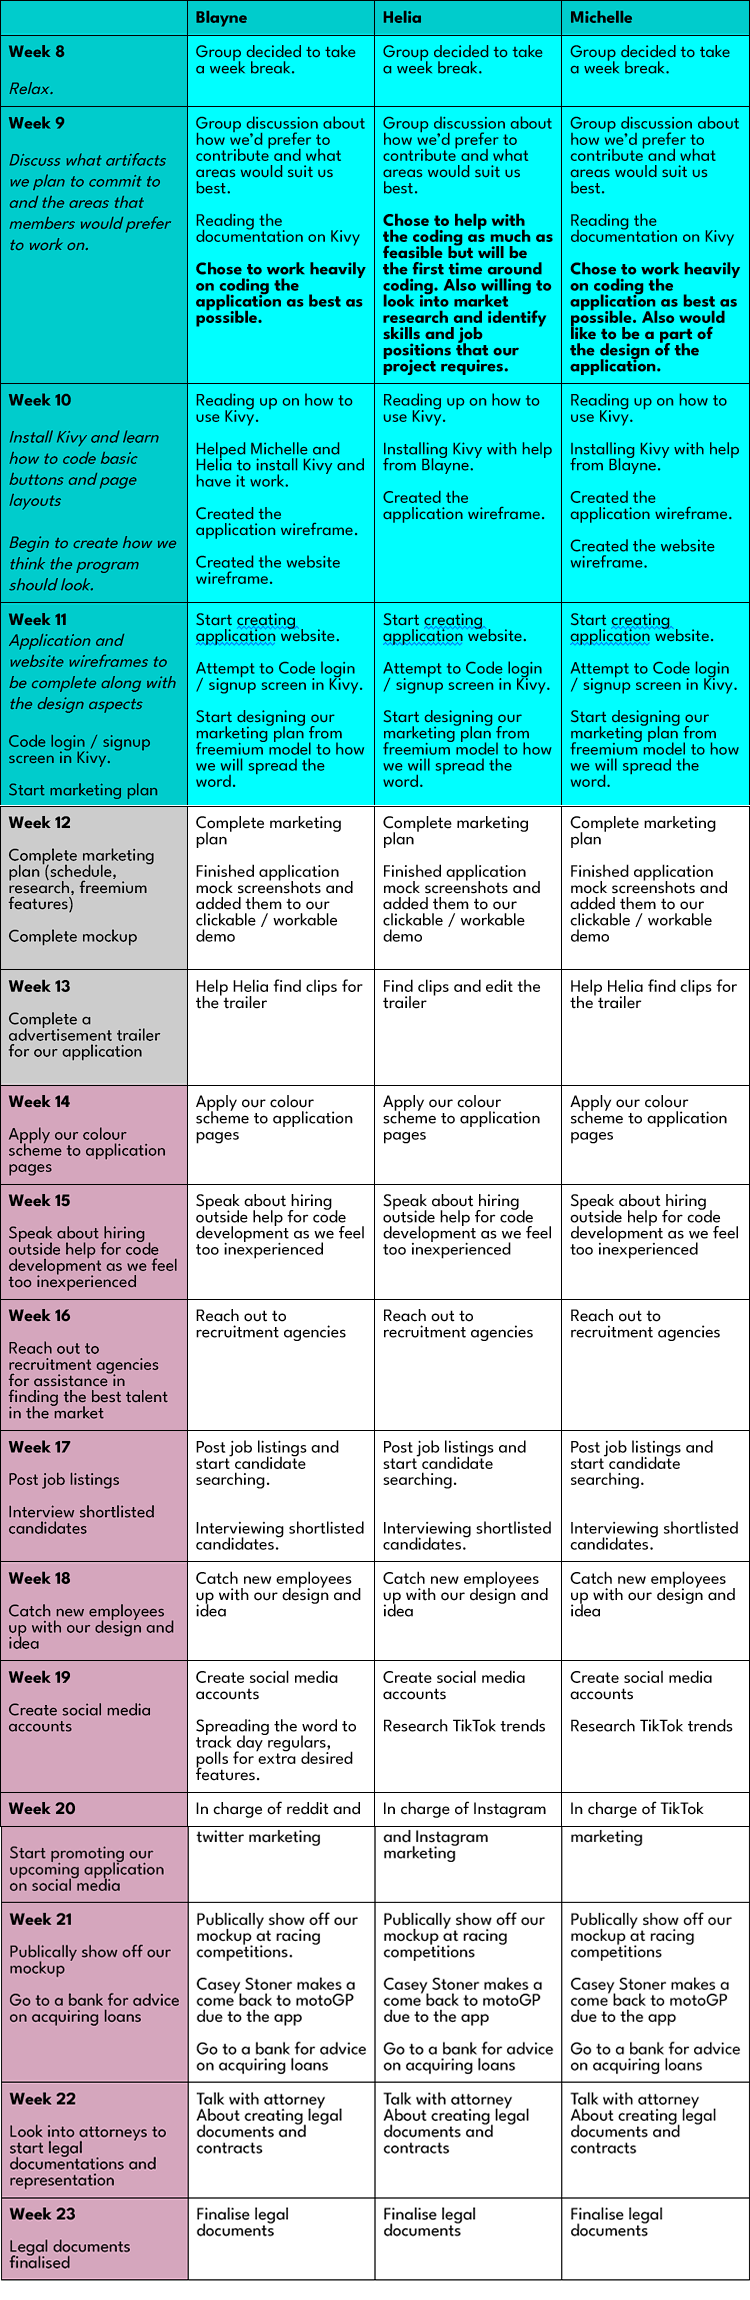 Blayne
Helia
Michelle
Week 8
Relax.
Group decided to take
a week break.
Group decided to take
a week break.
Group decided to take
a week break.
Week 9
Discuss what artifacts
we plan to commit to
and the areas that
members would prefer
to work on.
Group discussion about
how we'd prefer to
contribute and what
areas would suit us
best.
Reading the
documentation on Kivy
Chose to work heavily
on coding the
application as best as
possible.
Group discussion about
how we'd prefer to
contribute and what
areas would suit us
best.
Chose to help with
the coding as much as
feasible but will be
the first time around
coding. Also willing to
look into market
research and identify
skills and job
positions that our
project requires.
Group discussion about
how we'd prefer to
contribute and what
areas would suit us
best.
Reading the
documentation on Kivy
Chose to work heavily
on coding the
application as best as
possible. Also would
like to be a part of
the design of the
application.
Week 10
Install Kivy and learn
how to code basic
buttons and page
layouts
Begin to create how we
think the program
should look.
Reading up on how to
use Kivy.
Helped Michelle and
Helia to install Kivy and
have it work.
Created the
application wireframe.
Created the website
wireframe.
Reading up on how to
use Kivy.
Installing Kivy with help
from Blayne.
Created the
application wireframe.
Reading up on how to
use Kivy.
Installing Kivy with help
from Blayne.
Created the
application wireframe.
Created the website
wireframe.
Week 11
Application and
website wireframes to
be complete along with
the design aspects
Code login / signup
screen in Kivy.
Start marketing plan
Start creating
application website.
Attempt to Code login
/ signup screen in Kivy.
Start designing our
marketing plan from
freemium model to how
we will spread the
word.
Start creating
application website.
Attempt to Code login
/ signup screen in Kivy.
Start designing our
marketing plan from
freemium model to how
we will spread the
word.
Start creating
application website.
Attempt to Code login
/ signup screen in Kivy.
Start designing our
marketing plan from
freemium model to how
we will spread the
word.
Week 12
Complete marketing
plan (schedule,
research, freemium
features)
Complete mockup
Complete marketing
plan
Finished application
mock screenshots and
added them to our
clickable / workable
demo
Complete marketing
plan
Finished application
mock screenshots and
added them to our
clickable / workable
demo
Complete marketing
plan
Finished application
mock screenshots and
added them to our
clickable / workable
demo
Week 13
Complete a
advertisement trailer
for our application
Help Helia find clips for
the trailer
Find clips and edit the
trailer
Help Helia find clips for
the trailer
Week 14
Apply our colour
scheme to application
pages
Apply our colour
scheme to application
pages
Apply our colour
scheme to application
pages
Apply our colour
scheme to application
pages
Week 15
Speak about hiring
outside help for code
development as we feel
too inexperienced
Speak about hiring
outside help for code
development as we feel
too inexperienced
Speak about hiring
outside help for code
development as we feel
too inexperienced
Speak about hiring
outside help for code
development as we feel
too inexperienced
Week 16
Reach out to
recruitment agencies
for assistance in
finding the best talent
in the market
Reach out to
recruitment agencies
Reach out to
recruitment agencies
Reach out to
recruitment agencies
Week 17
Post job listings
Interview shortlisted
candidates
Post job listings and
start candidate
searching.
Interviewing shortlisted
candidates.
Post job listings and
start candidate
searching.
Interviewing shortlisted
candidates.
Post job listings and
start candidate
searching.
Interviewing shortlisted
candidates.
Week 18
Catch new employees
up with our design and
idea
Catch new employees
up with our design and
idea
Catch new employees
up with our design and
idea
Catch new employees
up with our design and
idea
Week 19
Create social media
accounts
Create social media
accounts
Spreading the word to
track day regulars,
polls for extra desired
features.
Create social media
accounts
Research TikTok trends
Create social media
accounts
Research TikTok trends
Week 20
Start promoting our
upcoming application
on social media
In charge of reddit and
twitter marketing
In charge of Instagram
and Instagram
marketing
In charge of TikTok
marketing
Week 21
Publically show off our
mockup
Go to a bank for advice
on acquiring loans
Publically show off our
mockup at racing
competitions.
Casey Stoner makes a
come back to motoGP
due to the app
Go to a bank for advice
on acquiring loans
Publically show off our
mockup at racing
competitions
Casey Stoner makes a
come back to motoGP
due to the app
Go to a bank for advice
on acquiring loans
Publically show off our
mockup at racing
competitions
Casey Stoner makes a
come back to motoGP
due to the app
Go to a bank for advice
on acquiring loans
Week 22
Look into attorneys to
start legal
documentations and
representation
Talk with attorney
About creating legal
documents and
contracts
Talk with attorney
About creating legal
documents and
contracts
Talk with attorney
About creating legal
documents and
contracts
Week 23
Legal documents
finalised
Finalise legal
documents
Finalise legal
documents
Finalise legal
documents